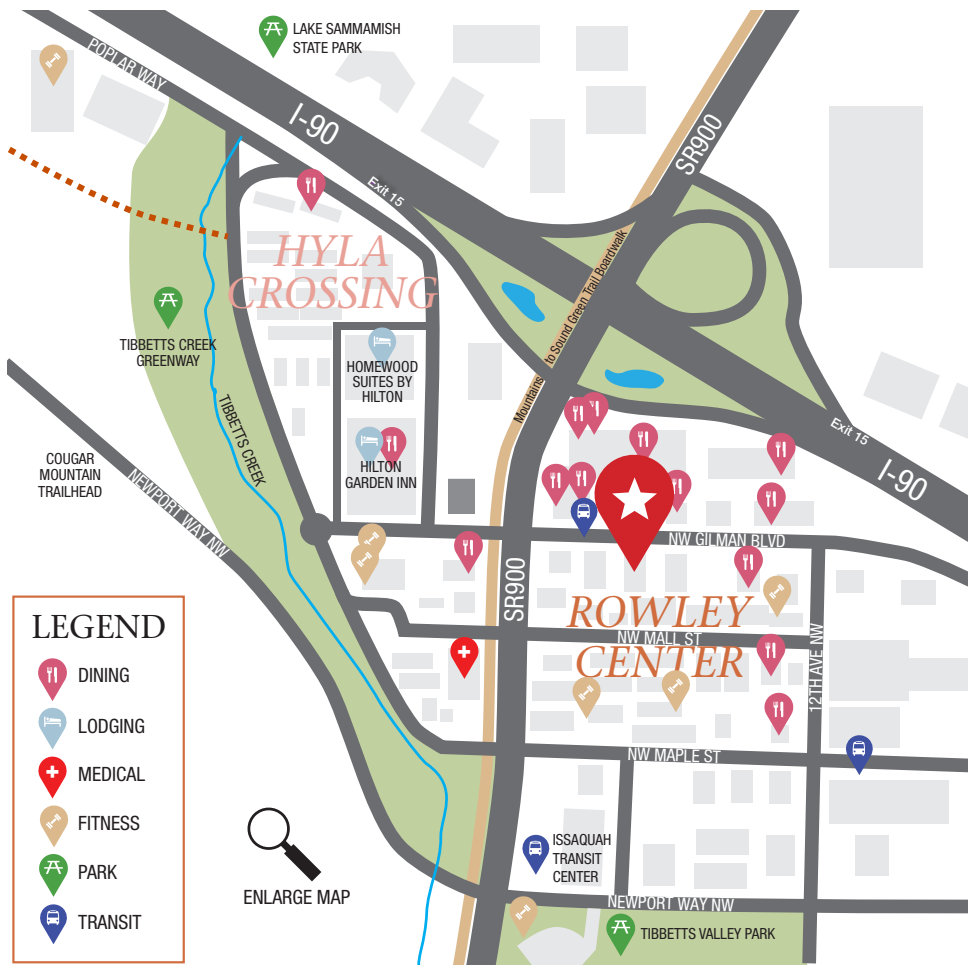 LAKE SAMMAMISH
STATE PARK
POPLAR WAY
I-90
SR900
Exit 15
HYLA
CROSSING
Mountains to Sound Green Trail Boardwalk
TIBBETTS CREEK
GREENWAY
HOMEWOOD
SUITES BY
HILTON
TIBBETTS CREEK
HILTON
GARDEN INN
COUGAR
MOUNTAIN
TRAILHEAD
NEWPORT WAY NW
Exit 15
I-90
NW GILMAN BLVD
SR900
ROWLEY
CENTER
NW MALL ST
12TH AVE NW
NW MAPLE ST
LEGEND
DINING
LODGING
MEDICAL
FITNESS
PARK
TRANSIT
ENLARGE MAP
ISSAQUAH
TRANSIT
CENTER
NEWPORT WAY NW
TIBBETTS VALLEY PARK